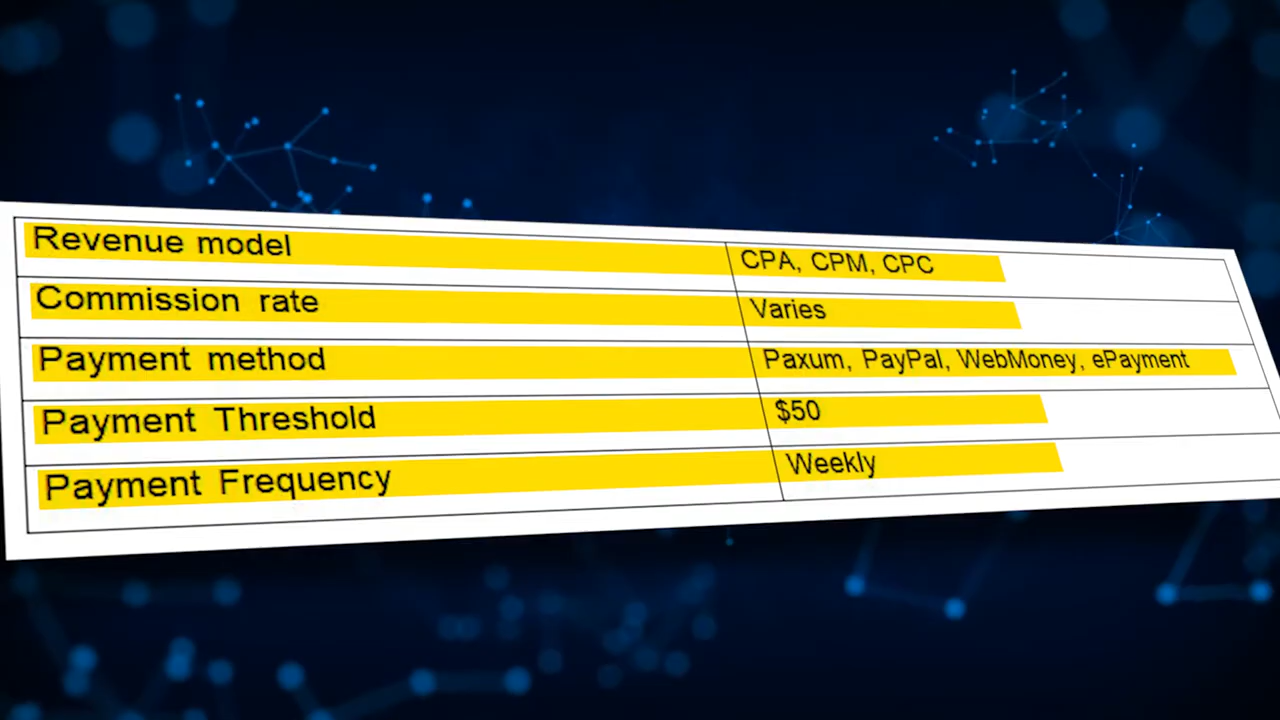 Revenue model CPA, CPM, CPC
Commission rate Varies
Payment method Paxum, PayPal, WebMoney, ePayment
Payment Threshold $50
Payment Frequency Weekly